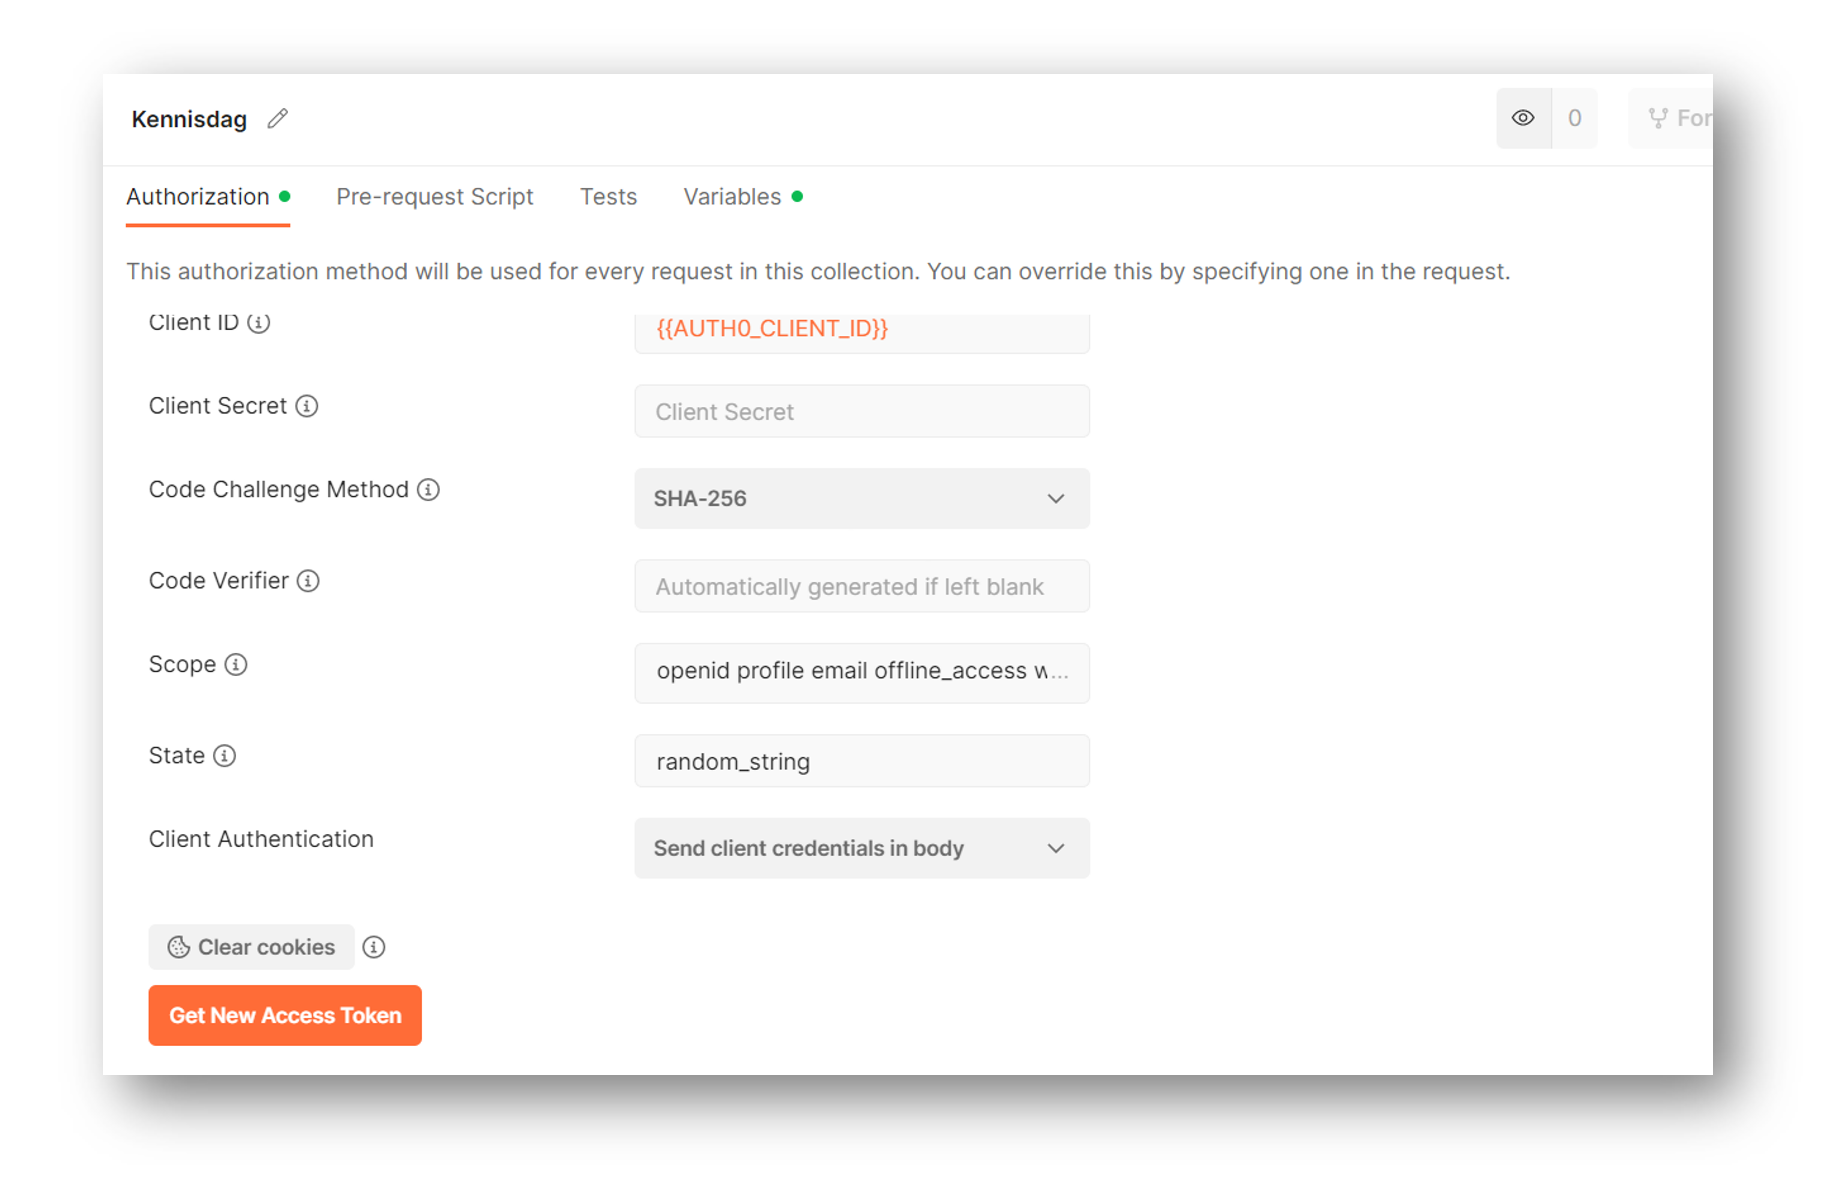 Kennisdag
0
For
Authorization
Pre-request Script
Tests
Variables
This authorization method will be used for every request in this collection. You can override this by specifying one in the request.
Client ID
{{AUTH0_CLIENT_ID}}
Client Secret
Client Secret
Code Challenge Method
SHA-256
Code Verifier
Automatically generated if left blank
Scope
openid profile email offline_access w...
State
random_string
Client Authentication
Send client credentials in body
Clear cookies
Get New Access Token